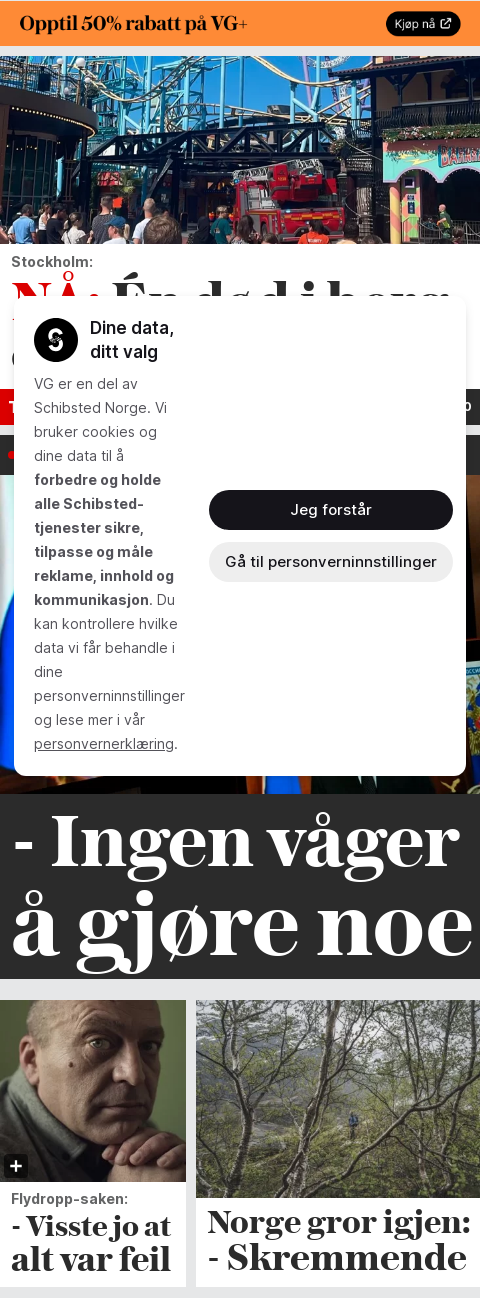 Opptil 50% rabatt på VG+
Kjøp nå
Stockholm:
NÅ: Én død i berg
Dine data,
ditt valg
VG er en del av
Schibsted Norge. Vi
bruker cookies og
dine data til å
forbedre og holde
alle Schibsted-
tjenester sikre,
tilpasse og måle
reklame, innhold og
kommunikasjon. Du
kan kontrollere hvilke
data vi får behandle i
dine
personverninnstillinger
og lese mer i vår
personvernerklæring.
Jeg forstår
Gå til personverninnstillinger
- Ingen våger
å gjøre noe
Flydropp-saken:
- Visste jo at
alt var feil
Norge gror igjen:
- Skremmende